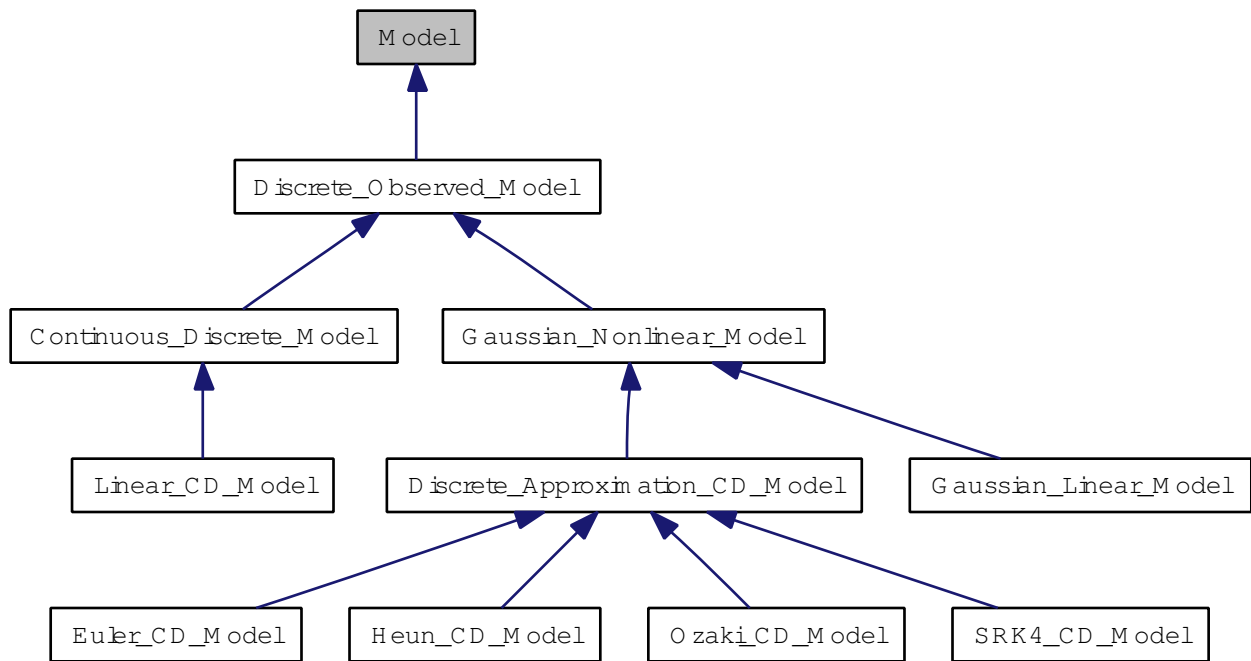 Model
Discrete_Observed_Model
Continuous_Discrete_Model
Gaussian_Nonlinear_Model
Linear_CD_Model
Discrete_Approximation_CD_Model
Gaussian_Linear_Model
Euler_CD_Model
Heun_CD_Model
Ozaki_CD_Model
SRK4_CD_Model